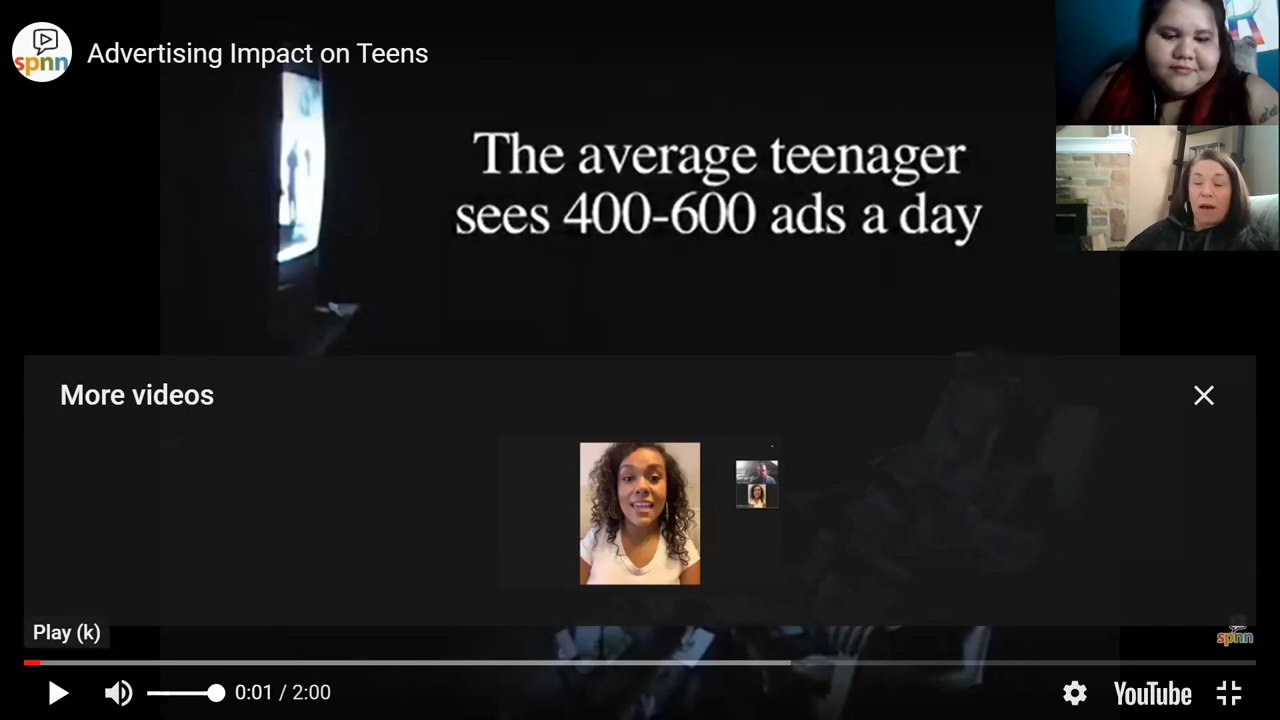 spnn
Advertising Impact on Teens
R
The average teenager
sees 400-600 ads a day
More videos
Play (k)
spnn
0:01 / 2:00
YouTube